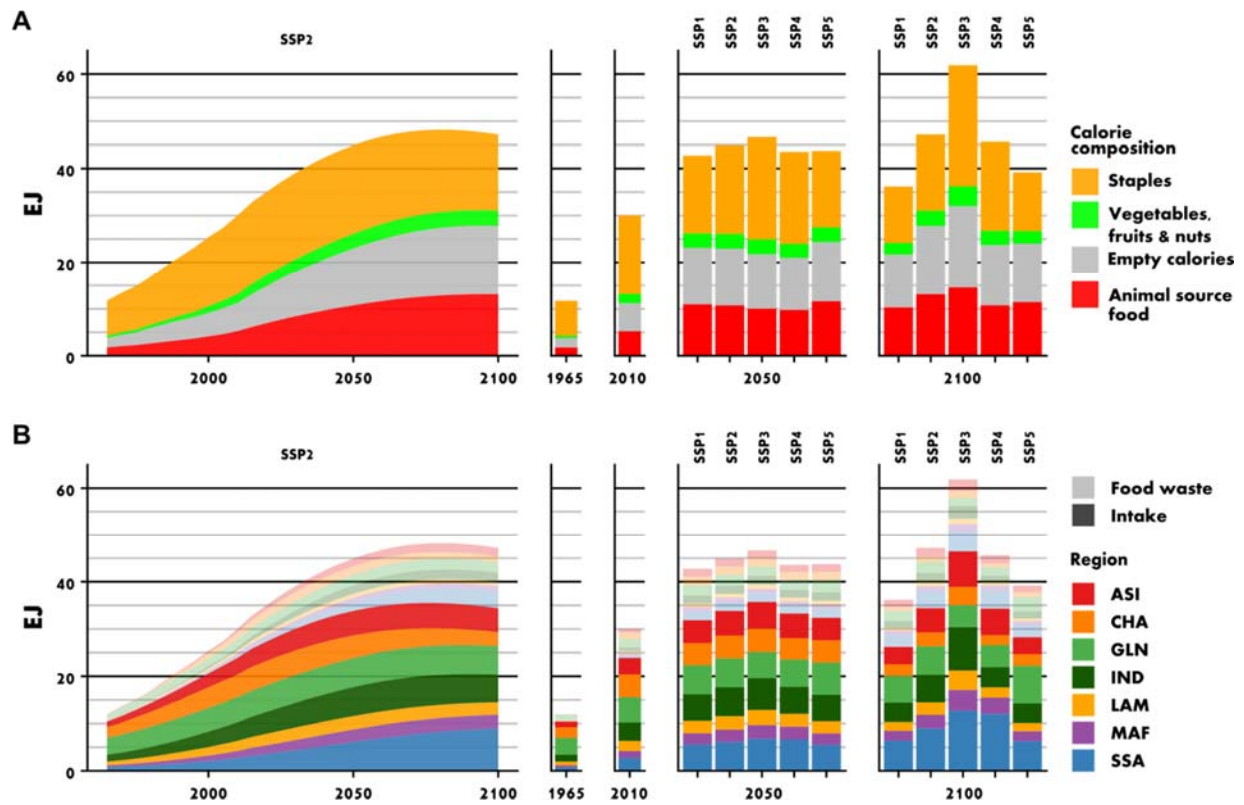 A
SSP2
SSP1
SSP2
SSP3
SSP4
SSP5
SSP1
SSP2
SSP3
SSP4
SSP5
60
40
20
0
EJ
2000
2050
2100
1965
2010
2050
2100
Calorie
composition
Staples
Vegetables,
fruits & nuts
Empty calories
Animal source
food
B
SSP2
SSP1
SSP2
SSP3
SSP4
SSP5
SSP1
SSP2
SSP3
SSP4
SSP5
60
40
20
0
EJ
2000
2050
2100
1965
2010
2050
2100
Food waste
Intake
Region
ASI
CHA
GLN
IND
LAM
MAF
SSA